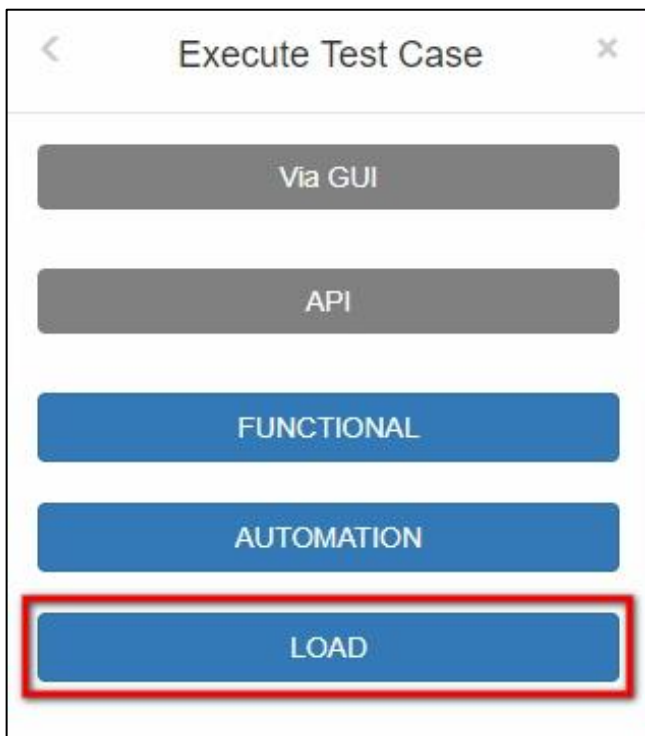 Execute Test Case
Via GUI
API
FUNCTIONAL
AUTOMATION
LOAD